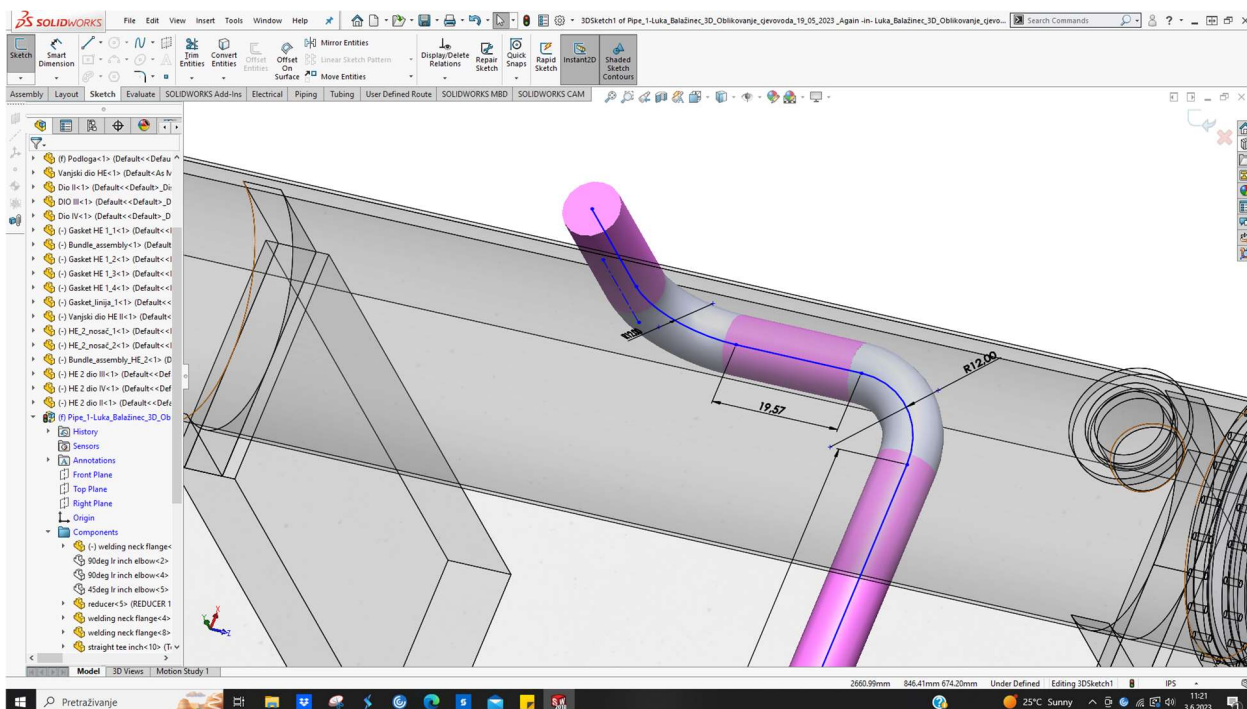 SOLIDWORKS File Edit View Insert Tools Window Help 3DSketch1 of Pipe_1-Luka_Balažinec_3D_Oblikovanje_cjevovoda_19_05_2023 _Again -in- Luka_Balažinec_3D_Oblikovanje_cjevo... Search Commands
Sketch
Smart Dimension
Trim Entities
Convert Entities
Offset Entities
Offset On Surface
Mirror Entities
Linear Sketch Pattern
Move Entities
Display/Delete Relations
Repair Sketch
Quick Snaps
Rapid Sketch
Instant2D
Shaded Sketch Contours
Assembly Layout Sketch Evaluate SOLIDWORKS Add-Ins Electrical Piping Tubing User Defined Route SOLIDWORKS MBD SOLIDWORKS CAM
(f) Podloga<1> (Default<<Defau
Vanjski dio HE<1> (Default<As M
Dio II<1> (Default<<Default>_Di
DIO III<1> (Default<<Default>_D
Dio IV<1> (Default<<Default>_D
(-) Gasket HE 1_1<1> (Default<<
(-) Bundle_assembly<1> (Default
(-) Gasket HE 1_2<1> (Default<<
(-) Gasket HE 1_3<1> (Default<<
(-) Gasket HE 1_4<1> (Default<<
(-) Gasket_linija_1<1> (Default<<
(-) Vanjski dio HE II<1> (Default<
(-) HE_2_nosač_1<1> (Default<<
(-) HE_2_nosač_2<1> (Default<<
(-) Bundle_assembly_HE_2<1> (D
(-) HE 2 dio III<1> (Default<<Def
(-) HE 2 dio IV<1> (Default<<Def
(-) HE 2 dio II<1> (Default<<Defa
(f) Pipe_1-Luka_Balažinec_3D_Ob
History
Sensors
Annotations
Front Plane
Top Plane
Right Plane
Origin
Components
(-) welding neck flange<
90deg lr inch elbow<2>
90deg lr inch elbow<4>
45deg lr inch elbow<5>
reducer<5> (REDUCER 1
welding neck flange<4>
welding neck flange<8>
straight tee inch<10> (T
R12.00
19,57
X
Y
Z
Model 3D Views Motion Study 1
2660.99mm 846.41mm 674.20mm Under Defined Editing 3DSketch1 IPS
Pretraživanje
25°C Sunny
11:21
3.6.2023.